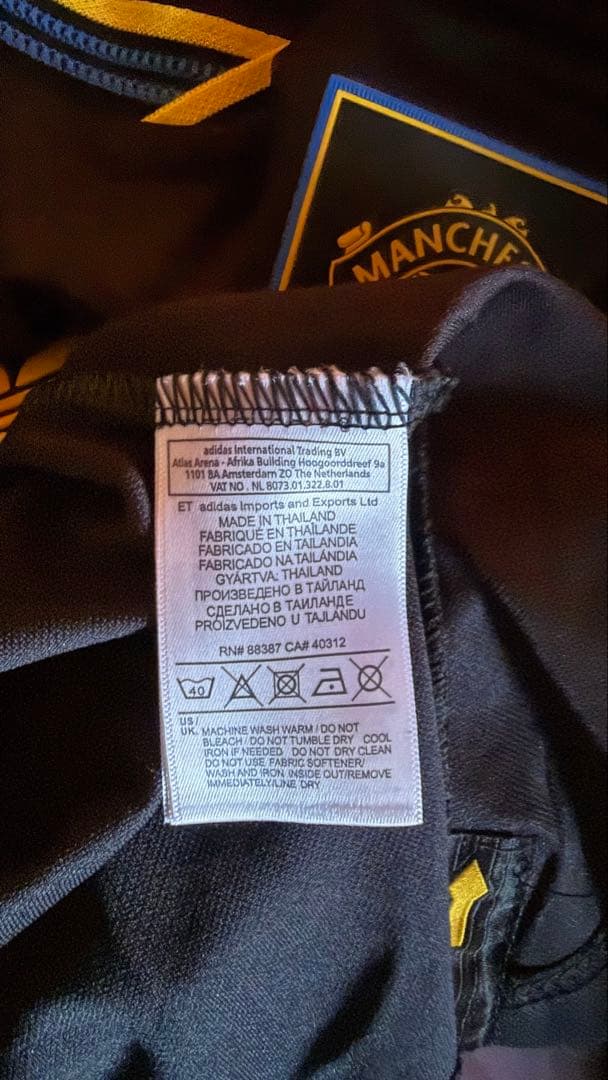 MANCHE
adidas International Trading BV
Atlas Arena - Afrika Building Hoogoorddreef 9a
1101 BA Amsterdam ZO The Netherlands
VAT NO . NL 8073.01.322.8.01
ET adidas Imports and Exports Ltd
MADE IN THAILAND
FABRIQUÉ EN THAÏLANDE
FABRICADO EN TAILANDIA
FABRICADO NA TAILÁNDIA
GYÁRTVA: THAILAND
ПРОИЗВЕДЕНО В ТАЙЛАНД
СДЕЛАНО В ТАИЛАНДЕ
PROIZVEDENO U TAJLANDU
RN# 88387 CA# 40312
40
US /
UK. MACHINE WASH WARM / DO NOT
BLEACH / DO NOT TUMBLE DRY COOL
IRON IF NEEDED DO NOT DRY CLEAN
DO NOT USE FABRIC SOFTENER/
WASH AND IRON INSIDE OUT/REMOVE
IMMEDIATELY/LINE DRY